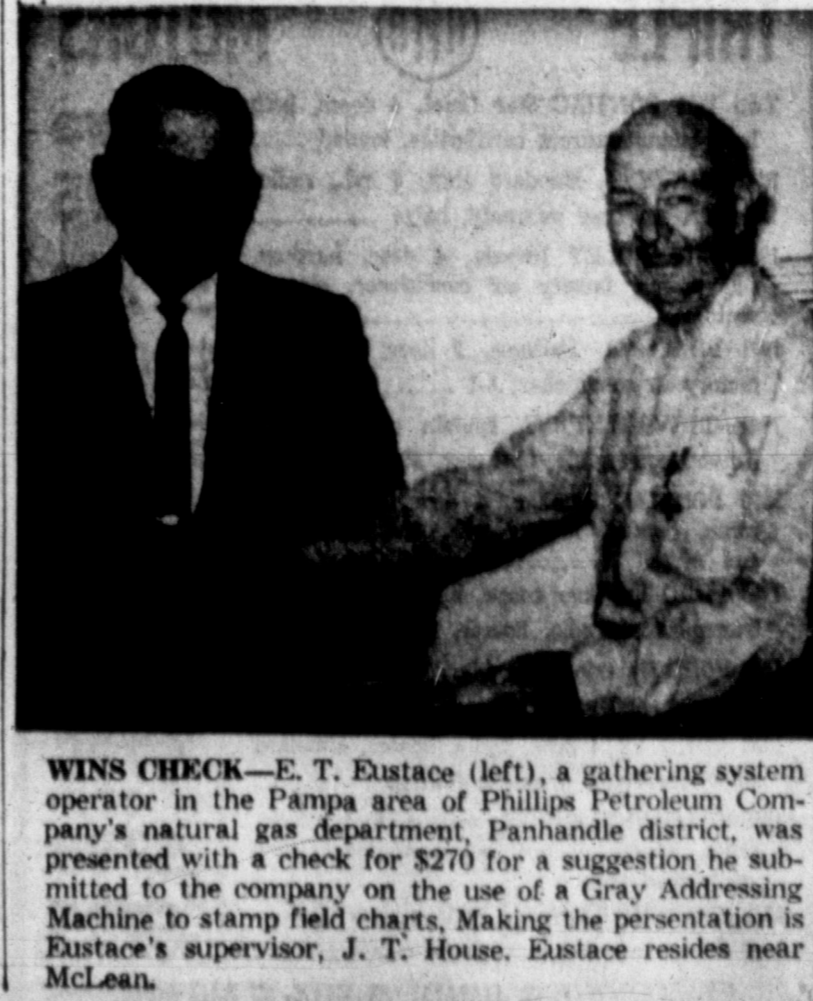 WINS CHECK—E. T. Eustace (left), a gathering system
operator in the Pampa area of Phillips Petroleum Com-
pany's natural gas department, Panhandle district, was
presented with a check for $270 for a suggestion he sub-
mitted to the company on the use of a Gray Addressing
Machine to stamp field charts. Making the persentation is
Eustace's supervisor, J. T. House. Eustace resides near
McLean.